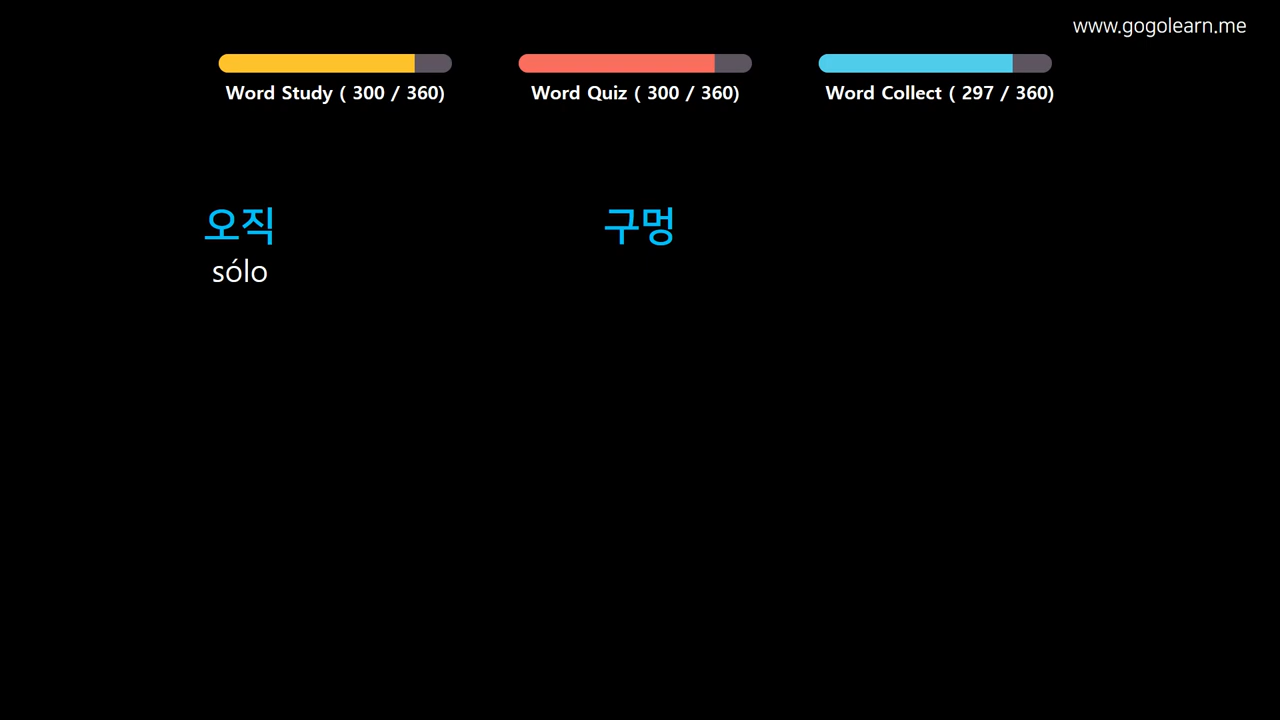 www.gogolearn.me
Word Study ( 300 / 360)
Word Quiz ( 300 / 360)
Word Collect ( 297 / 360)
오직
sólo
구멍